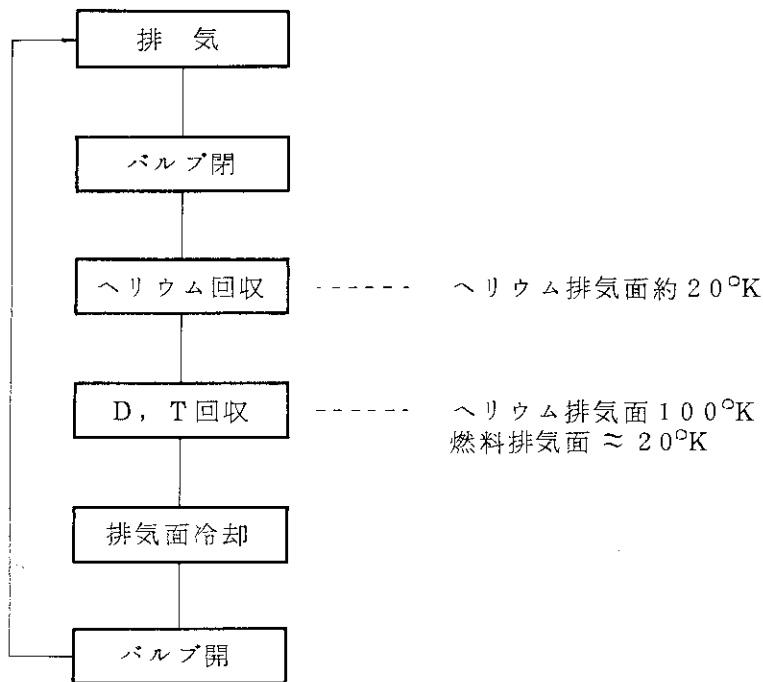 排気
バルブ閉
ヘリウム回収 ------ ヘリウム排気面約20°K
D，T回収 ------ ヘリウム排気面100°K
燃料排気面 ≈ 20°K
排気面冷却
バルブ開